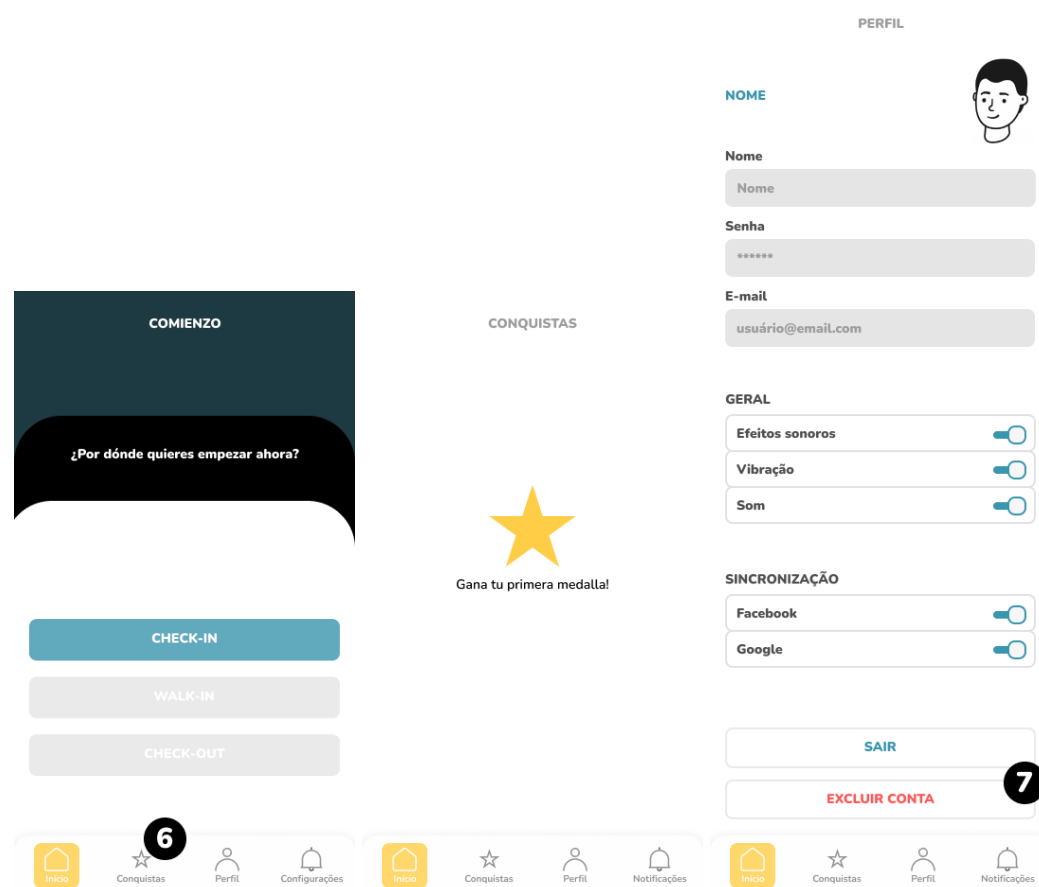 COMIENZO
¿Por dónde quieres empezar ahora?
CHECK-IN
WALK-IN
CHECK-OUT
6
Início
Conquistas
Perfil
Configurações
CONQUISTAS
Gana tu primera medalla!
Início
Conquistas
Perfil
Notificações
PERFIL
NOME
Nome
Nome
Senha
******
E-mail
usuário@email.com
GERAL
Efeitos sonoros
Vibração
Som
SINCRONIZAÇÃO
Facebook
Google
SAIR
EXCLUIR CONTA
7
Início
Conquistas
Perfil
Notificações